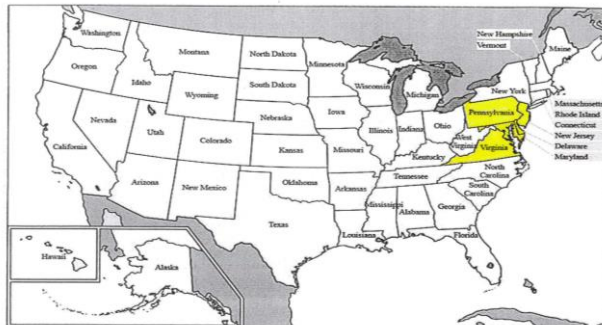 New Hampshire
Vermont
Washington
Maine
Montana
North Dakota
Minnesota
Oregon
Idaho
South Dakota
Wisconsin
Michigan
New York
Wyoming
Massachusetts
Rhode Island
Connecticut
New Jersey
Delaware
Maryland
Pennsylvania
Iowa
Nebraska
Nevada
Utah
Colorado
Illinois
Indiana
Ohio
West
Virginia
Virginia
California
Kansas
Missouri
Kentucky
North
Carolina
Tennessee
Arizona
New Mexico
Oklahoma
Arkansas
South
Carolina
Mississippi
Alabama
Georgia
Texas
Louisiana
Florida
Hawaii
Alaska